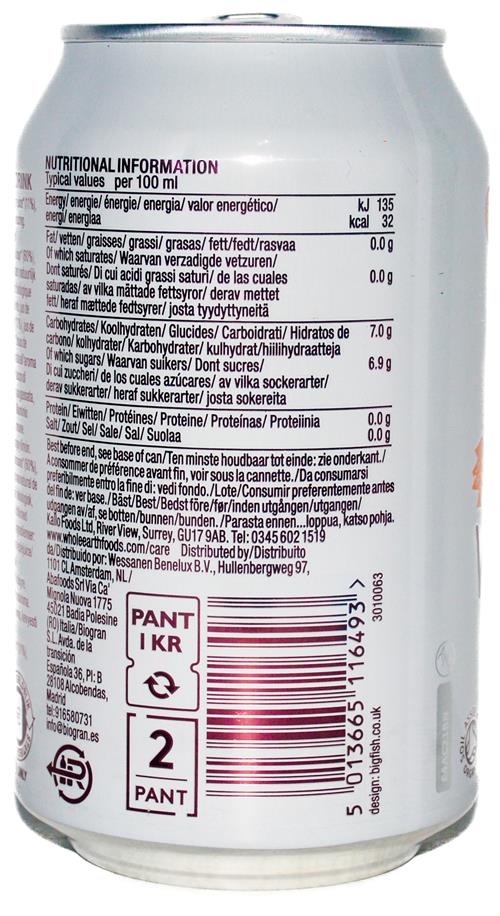 NUTRITIONAL INFORMATION
Typical values per 100 ml
Energy/energie/énergie/energia/valor energético/ kJ 135
energi/energiaa kcal 32
Fat/vetten/graisses/grassi/grasas/fett/fedt/rasvaa 0.0 g
Of which saturates/Waarvan verzadigde vetzuren/
Dont saturés/Di cui acidi grassi saturi/de las cuales 0.0 g
saturadas/av vilka mättade fettsyror/derav mettet
fett/heraf mættede fedtsyrer/josta tyydyttyneitä
Carbohydrates/Koolhydraten/Glucides/Carboidrati/Hidratos de 7.0 g
carbono/kolhydrater/Karbohydrater/kulhydrat/hiilihydraatteja
Of which sugars/Waarvan suikers/Dont sucres/ 6.9 g
Di cui zuccheri/de los cuales azúcares/av vilka sockerarter/
derav sukkerarter/heraf sukkerarter/josta sokereita
Protein/Eiwitten/Protéines/Proteine/Proteínas/Proteiinia 0.0 g
Salt/Zout/Sel/Sale/Sal/Suolaa 0.0 g
Best before end, see base of can/Ten minste houdbaar tot einde: zie onderkant./
A consommer de préférence avant fin, voir sous la cannette./Da consumarsi
preferibilmente entro la fine di: vedi fondo./Lote/Consumir preferentemente antes
del fin de: ver base./Bäst/Best/Bedst före/før/inden utgången/utgangen/
udgangen av/af, se botten/bunnen/bunden./Parasta ennen...loppua, katso pohja.
Kallo Foods Ltd, River View, Surrey, GU17 9AB. Tel: 0345 602 1519
www.wholeearthfoods.com/care Distributed by/Distribuito
da/Distribuido por: Wessanen Benelux B.V., Hullenbergweg 97,
1101 CL Amsterdam, NL/
Abafoods Srl Via Ca'
Mignola Nuova 1775
45021 Badia Polesine
(RO) Italia/Biogran
S.L. Avda. de la
transición
Española 36, Pl: B
28108 Alcobendas,
Madrid
tel:916580731
info@biogran.es
PANT
1 KR
2
PANT
5 013665 116493 >
3010063
design: bigfish.co.uk
DRINK